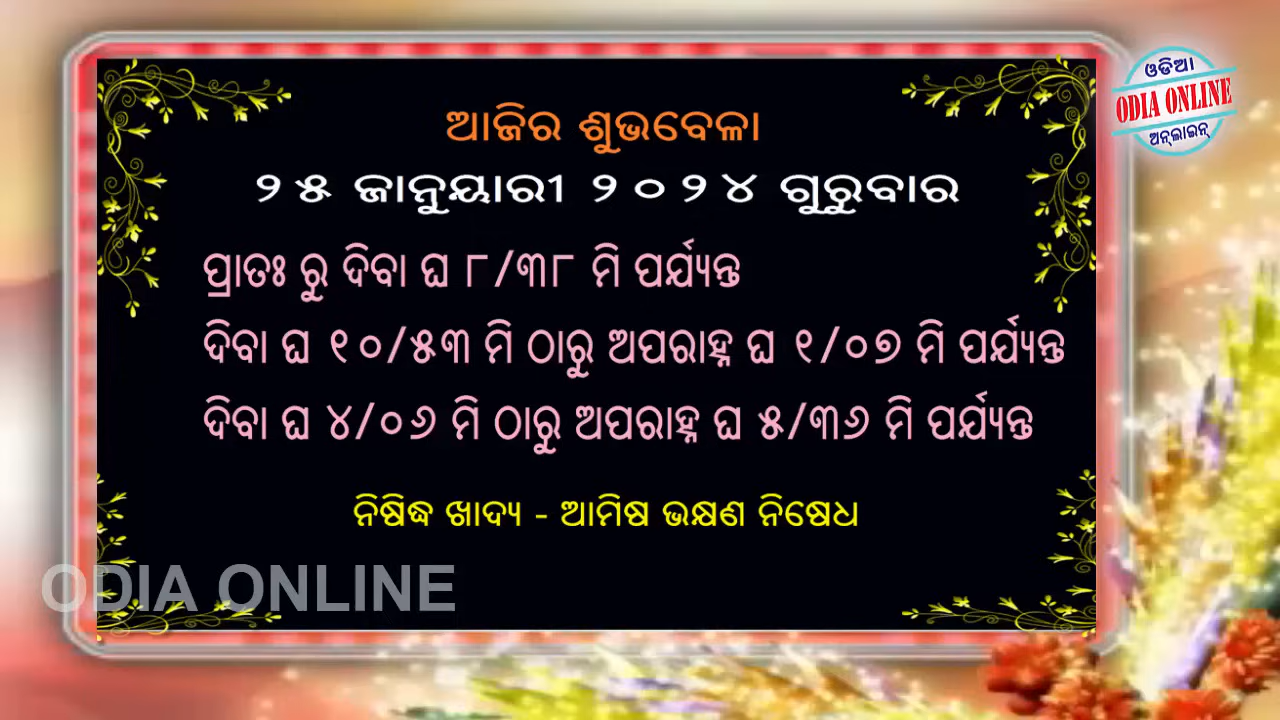 ଆଜିର ଶୁଭବେଳା
୨୫ ଜାନୁୟାରୀ ୨୦୨୪ ଗୁରୁବାର
ପ୍ରାତଃ ରୁ ଦିବା ଘ ୮/୩୮ ମି ପର୍ଯ୍ୟନ୍ତ
ଦିବା ଘ ୧୦/୫୩ ମି ଠାରୁ ଅପରାହ୍ନ ଘ ୧/୦୭ ମି ପର୍ଯ୍ୟନ୍ତ
ଦିବା ଘ ୪/୦୬ ମି ଠାରୁ ଅପରାହ୍ନ ଘ ୫/୩୬ ମି ପର୍ଯ୍ୟନ୍ତ
ନିଷିଦ୍ଧ ଖାଦ୍ୟ - ଆମିଷ ଭକ୍ଷଣ ନିଷେଧ
ODIA ONLINE
ଓଡିଆ
ODIA ONLINE
ଅନ୍‌ଲାଇନ୍